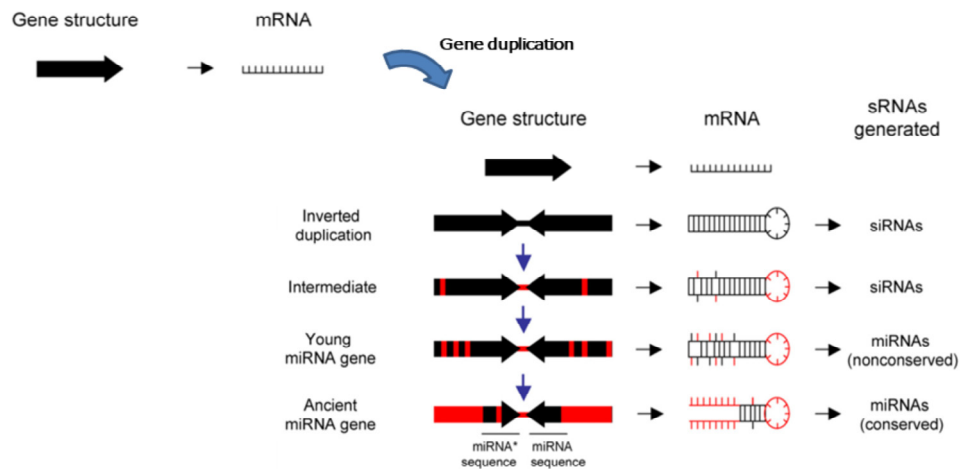 Gene structure
mRNA
Gene duplication
Gene structure
mRNA
sRNAs
generated
Inverted
duplication
siRNAs
Intermediate
siRNAs
Young
miRNA gene
miRNAs
(nonconserved)
Ancient
miRNA gene
miRNAs
(conserved)
miRNA*
sequence
miRNA
sequence